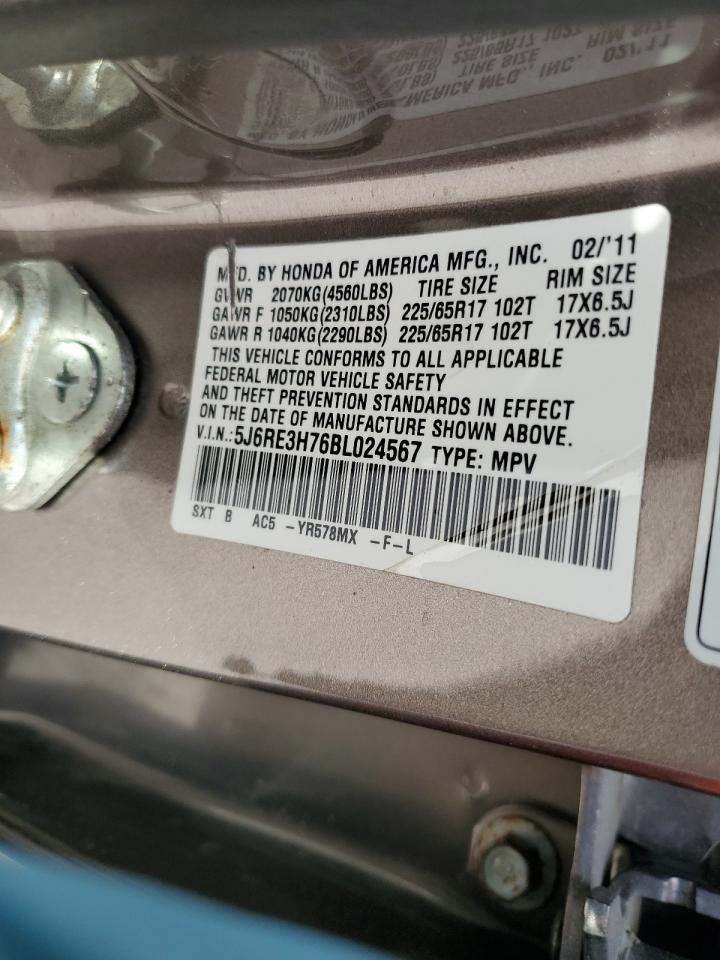 MFD. BY HONDA OF AMERICA MFG., INC. 02/'11
GVWR 2070KG(4560LBS) TIRE SIZE RIM SIZE
GAWR F 1050KG(2310LBS) 225/65R17 102T 17X6.5J
GAWR R 1040KG(2290LBS) 225/65R17 102T 17X6.5J
THIS VEHICLE CONFORMS TO ALL APPLICABLE
FEDERAL MOTOR VEHICLE SAFETY
AND THEFT PREVENTION STANDARDS IN EFFECT
ON THE DATE OF MANUFACTURE SHOWN ABOVE.
V.I.N.:5J6RE3H76BL024567 TYPE: MPV
SXT B AC5 -YR578MX -F-L